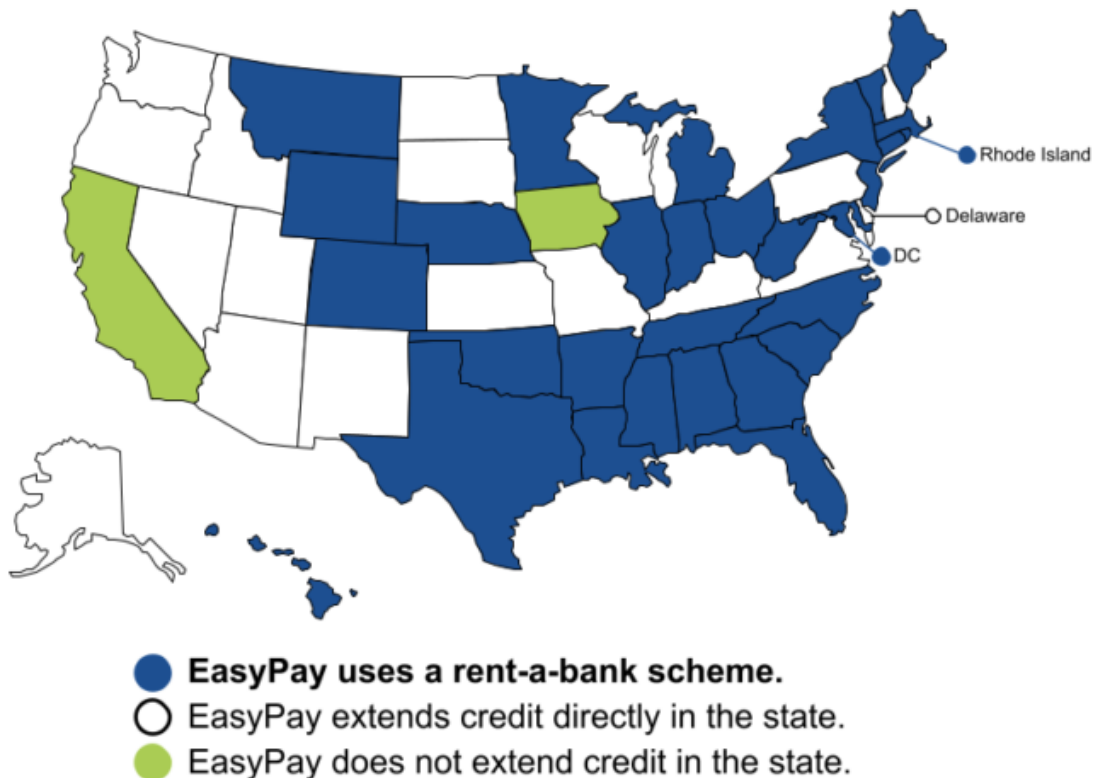 Rhode Island
Delaware
DC
EasyPay uses a rent-a-bank scheme.
EasyPay extends credit directly in the state.
EasyPay does not extend credit in the state.